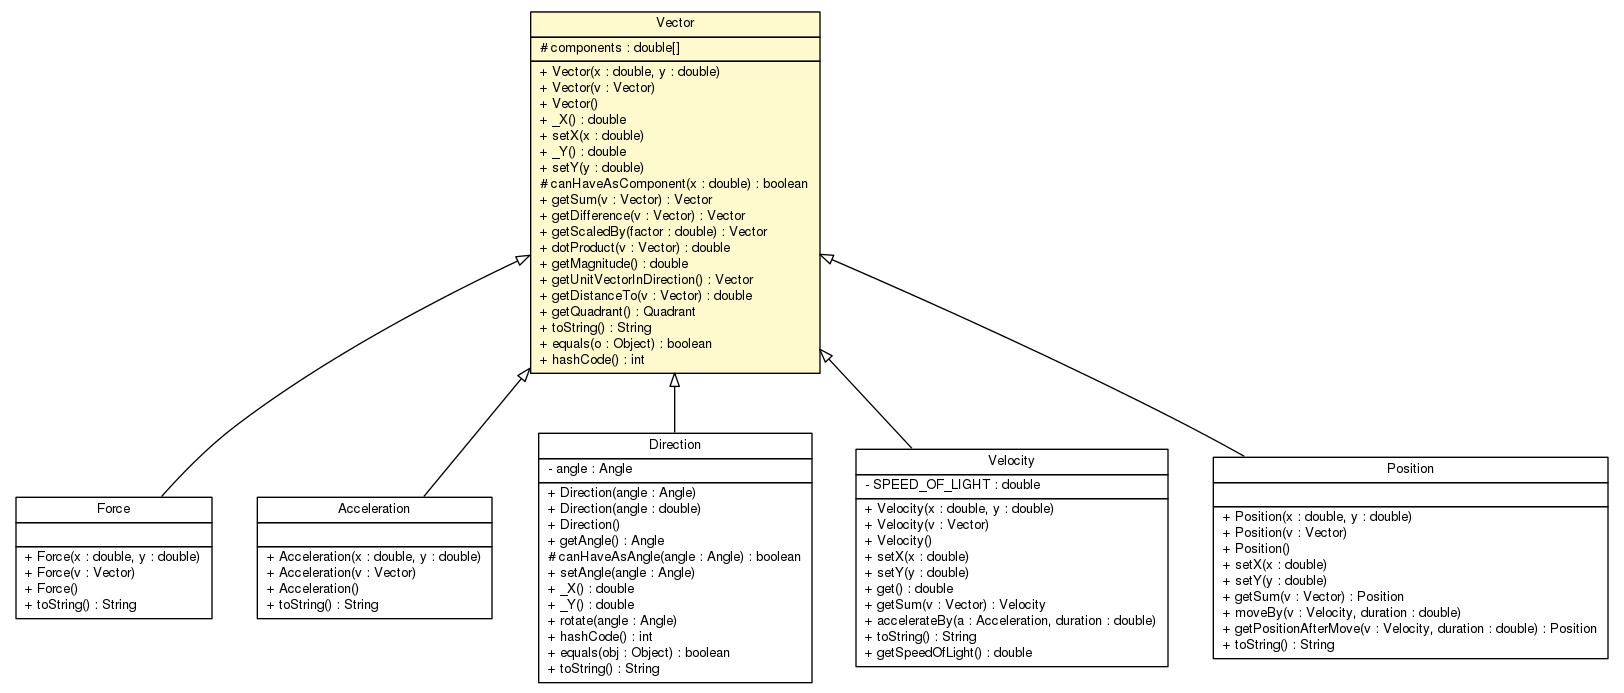 Vector
# components : double[]
+ Vector(x : double, y : double)
+ Vector(v : Vector)
+ Vector()
+ _X() : double
+ setX(x : double)
+ _Y() : double
+ setY(y : double)
# canHaveAsComponent(x : double) : boolean
+ getSum(v : Vector) : Vector
+ getDifference(v : Vector) : Vector
+ getScaledBy(factor : double) : Vector
+ dotProduct(v : Vector) : double
+ getMagnitude() : double
+ getUnitVectorInDirection() : Vector
+ getDistanceTo(v : Vector) : double
+ getQuadrant() : Quadrant
+ toString() : String
+ equals(o : Object) : boolean
+ hashCode() : int
Force
+ Force(x : double, y : double)
+ Force(v : Vector)
+ Force()
+ toString() : String
Acceleration
+ Acceleration(x : double, y : double)
+ Acceleration(v : Vector)
+ Acceleration()
+ toString() : String
Direction
- angle : Angle
+ Direction(angle : Angle)
+ Direction(angle : double)
+ Direction()
+ getAngle() : Angle
# canHaveAsAngle(angle : Angle) : boolean
+ setAngle(angle : Angle)
+ _X() : double
+ _Y() : double
+ rotate(angle : Angle)
+ hashCode() : int
+ equals(obj : Object) : boolean
+ toString() : String
Velocity
- SPEED_OF_LIGHT : double
+ Velocity(x : double, y : double)
+ Velocity(v : Vector)
+ Velocity()
+ setX(x : double)
+ setY(y : double)
+ get() : double
+ getSum(v : Vector) : Velocity
+ accelerateBy(a : Acceleration, duration : double)
+ toString() : String
+ getSpeedOfLight() : double
Position
+ Position(x : double, y : double)
+ Position(v : Vector)
+ Position()
+ setX(x : double)
+ setY(y : double)
+ getSum(v : Vector) : Position
+ moveBy(v : Velocity, duration : double)
+ getPositionAfterMove(v : Velocity, duration : double) : Position
+ toString() : String